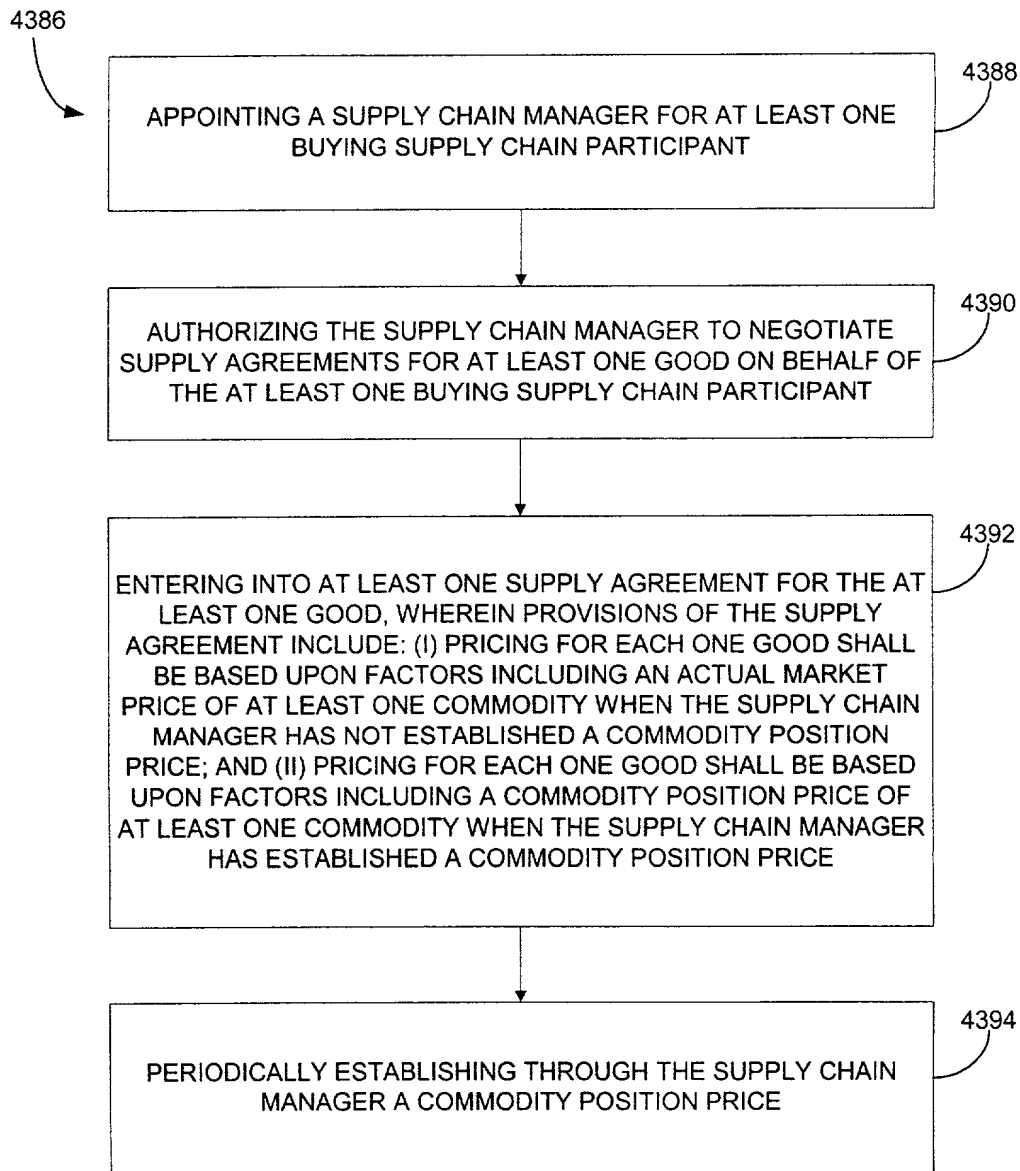 4386
4388
APPOINTING A SUPPLY CHAIN MANAGER FOR AT LEAST ONE
BUYING SUPPLY CHAIN PARTICIPANT
4390
AUTHORIZING THE SUPPLY CHAIN MANAGER TO NEGOTIATE
SUPPLY AGREEMENTS FOR AT LEAST ONE GOOD ON BEHALF OF
THE AT LEAST ONE BUYING SUPPLY CHAIN PARTICIPANT
4392
ENTERING INTO AT LEAST ONE SUPPLY AGREEMENT FOR THE AT
LEAST ONE GOOD, WHEREIN PROVISIONS OF THE SUPPLY
AGREEMENT INCLUDE: (I) PRICING FOR EACH ONE GOOD SHALL
BE BASED UPON FACTORS INCLUDING AN ACTUAL MARKET
PRICE OF AT LEAST ONE COMMODITY WHEN THE SUPPLY CHAIN
MANAGER HAS NOT ESTABLISHED A COMMODITY POSITION
PRICE; AND (II) PRICING FOR EACH ONE GOOD SHALL BE BASED
UPON FACTORS INCLUDING A COMMODITY POSITION PRICE OF
AT LEAST ONE COMMODITY WHEN THE SUPPLY CHAIN MANAGER
HAS ESTABLISHED A COMMODITY POSITION PRICE
4394
PERIODICALLY ESTABLISHING THROUGH THE SUPPLY CHAIN
MANAGER A COMMODITY POSITION PRICE